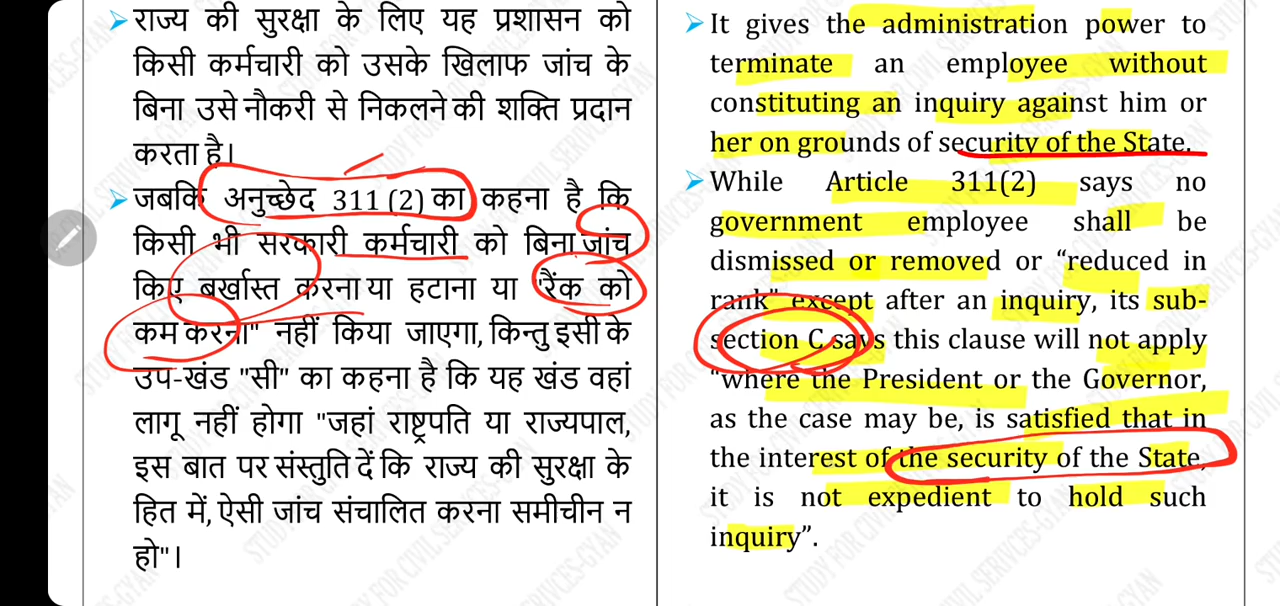 राज्य की सुरक्षा के लिए यह प्रशासन को
किसी कर्मचारी को उसके खिलाफ जांच के
बिना उसे नौकरी से निकलने की शक्ति प्रदान
करता है।
जबकि अनुच्छेद 311 (2) का कहना है कि
किसी भी सरकारी कर्मचारी को बिना जांच
किए बर्खास्त करना या हटाना या "रैंक को
कम करना" नहीं किया जाएगा, किन्तु इसी के
उप-खंड "सी" का कहना है कि यह खंड वहां
लागू नहीं होगा "जहां राष्ट्रपति या राज्यपाल,
इस बात पर संस्तुति दें कि राज्य की सुरक्षा के
हित में, ऐसी जांच संचालित करना समीचीन न
हो"।
It gives the administration power to
terminate an employee without
constituting an inquiry against him or
her on grounds of security of the State.
While Article 311(2) says no
government employee shall be
dismissed or removed or “reduced in
rank” except after an inquiry, its sub-
section C says this clause will not apply
“where the President or the Governor,
as the case may be, is satisfied that in
the interest of the security of the State,
it is not expedient to hold such
inquiry”.